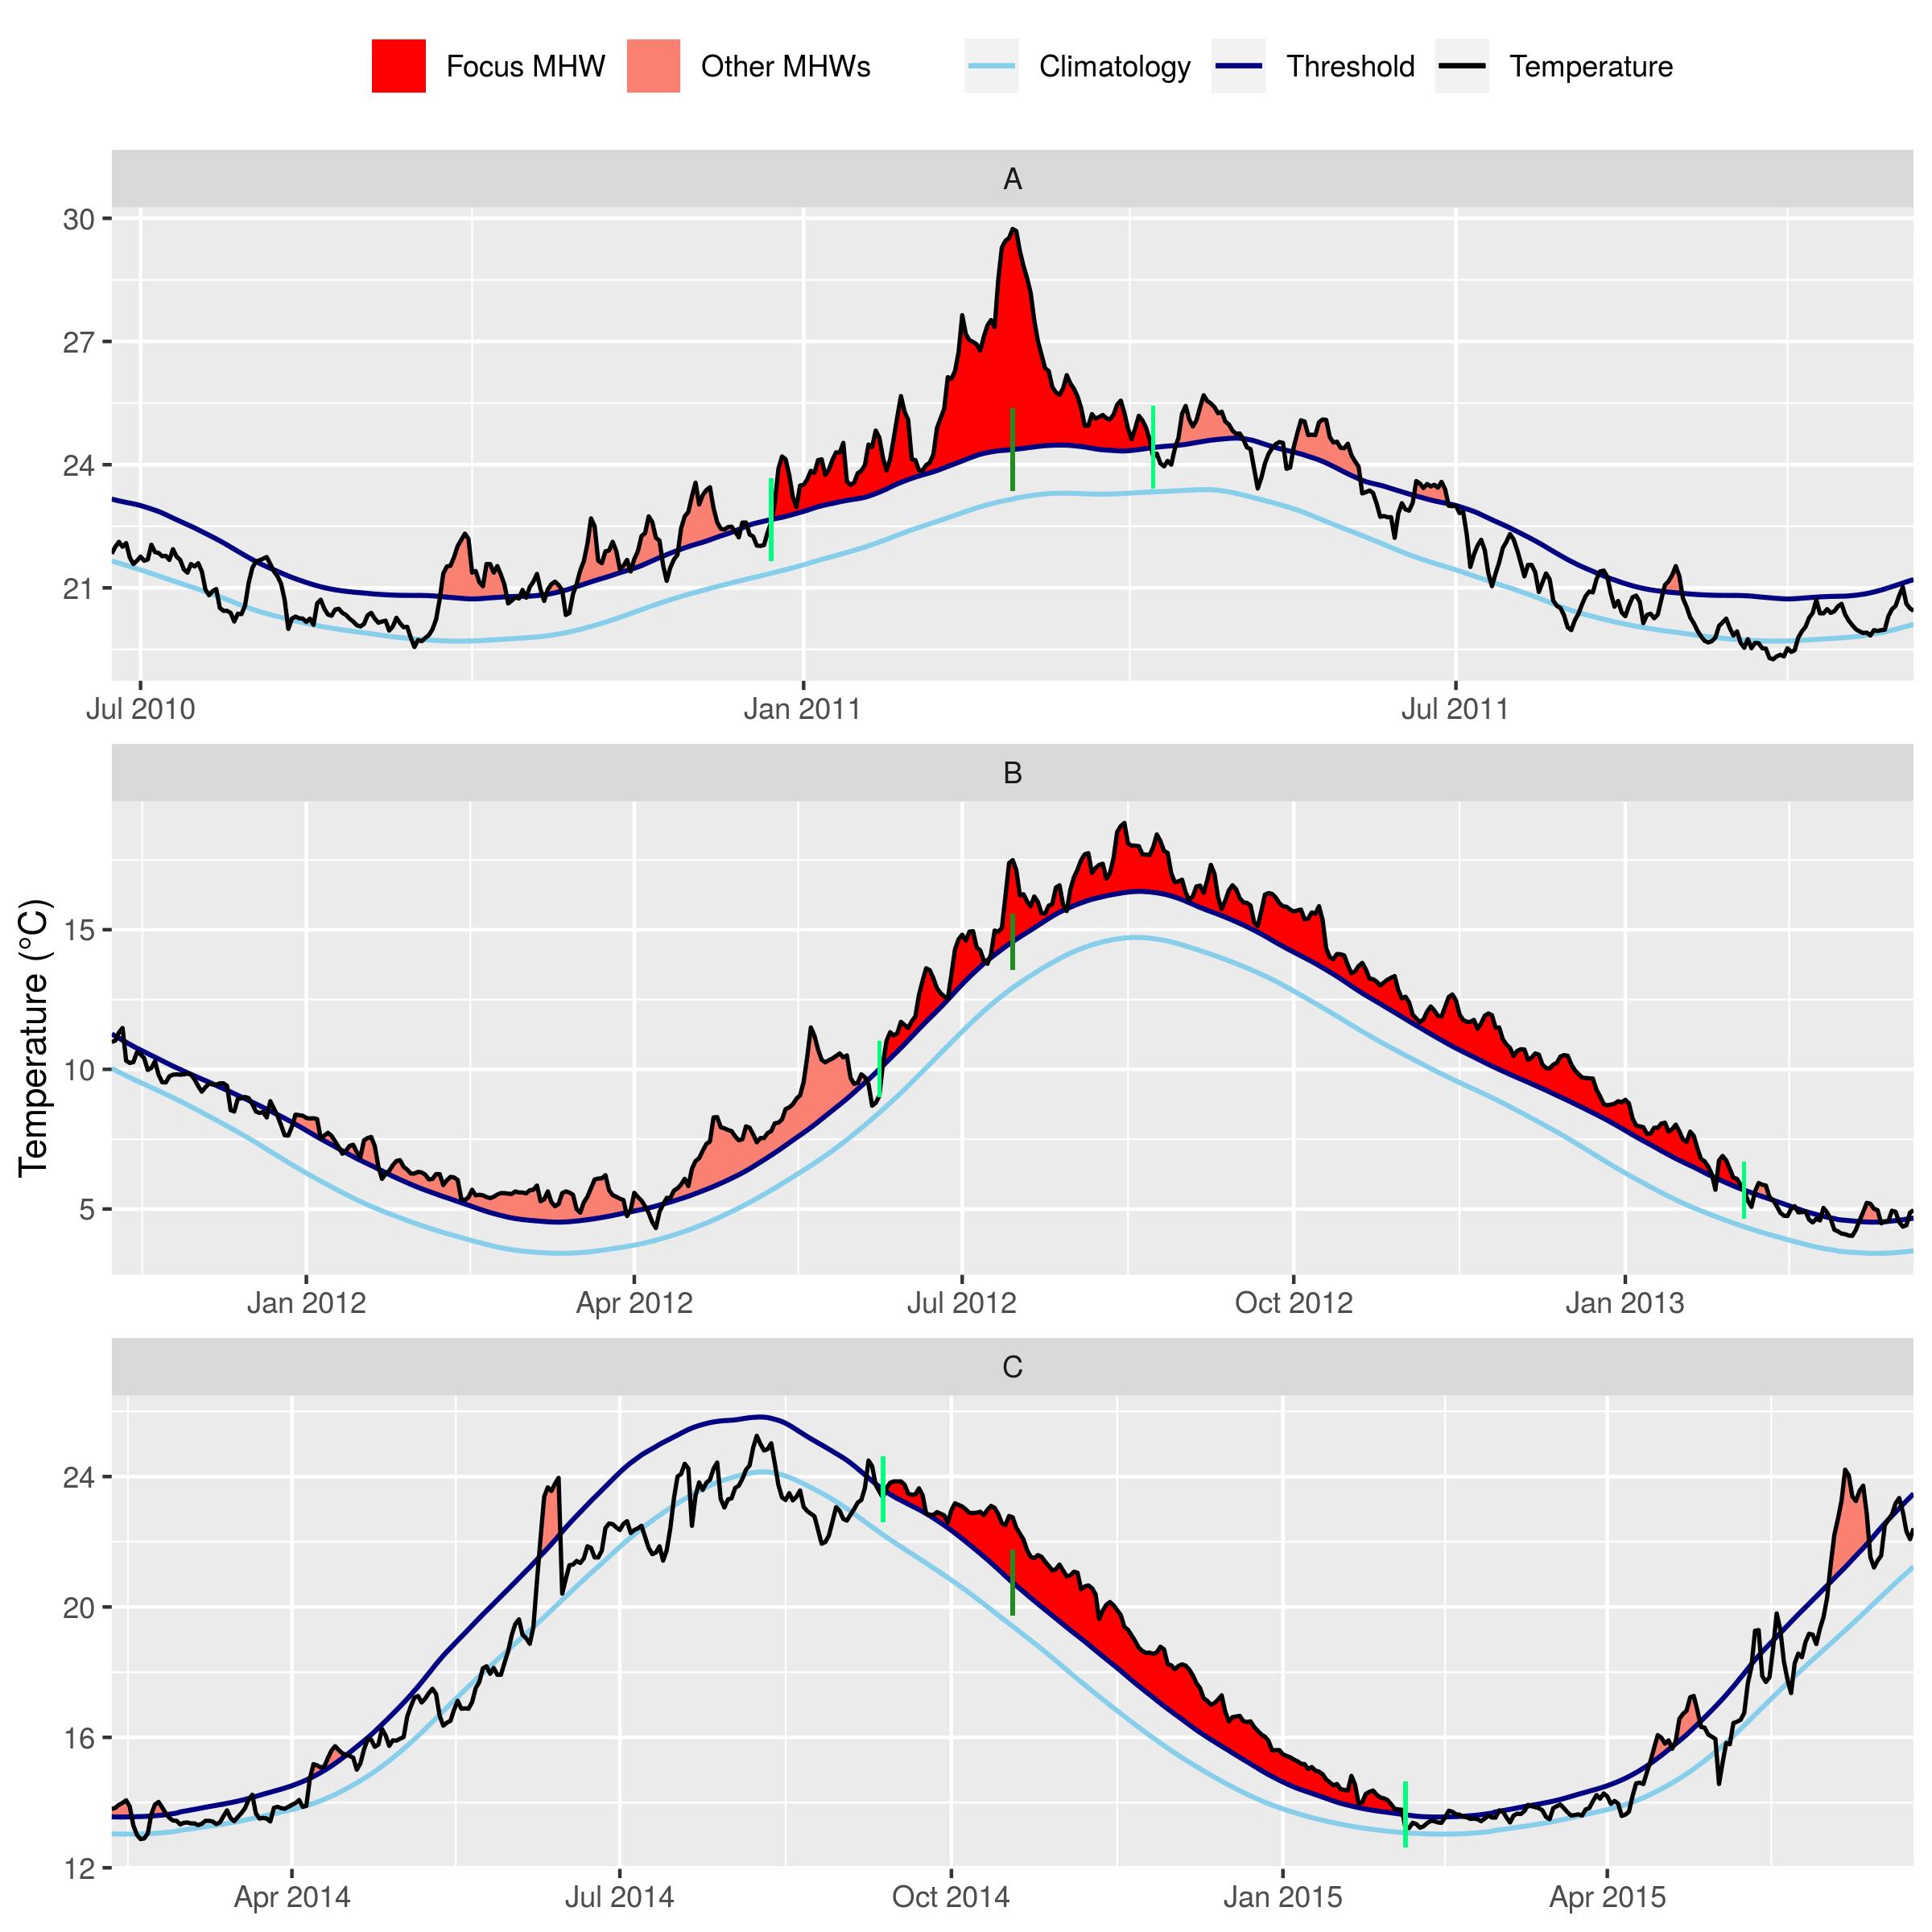 Focus MHW Other MHWs Climatology Threshold Temperature
A
30
27
24
21
Jul 2010 Jan 2011 Jul 2011
B
Temperature (°C)
15
10
5
Jan 2012 Apr 2012 Jul 2012 Oct 2012 Jan 2013
C
24
20
16
12
Apr 2014 Jul 2014 Oct 2014 Jan 2015 Apr 2015